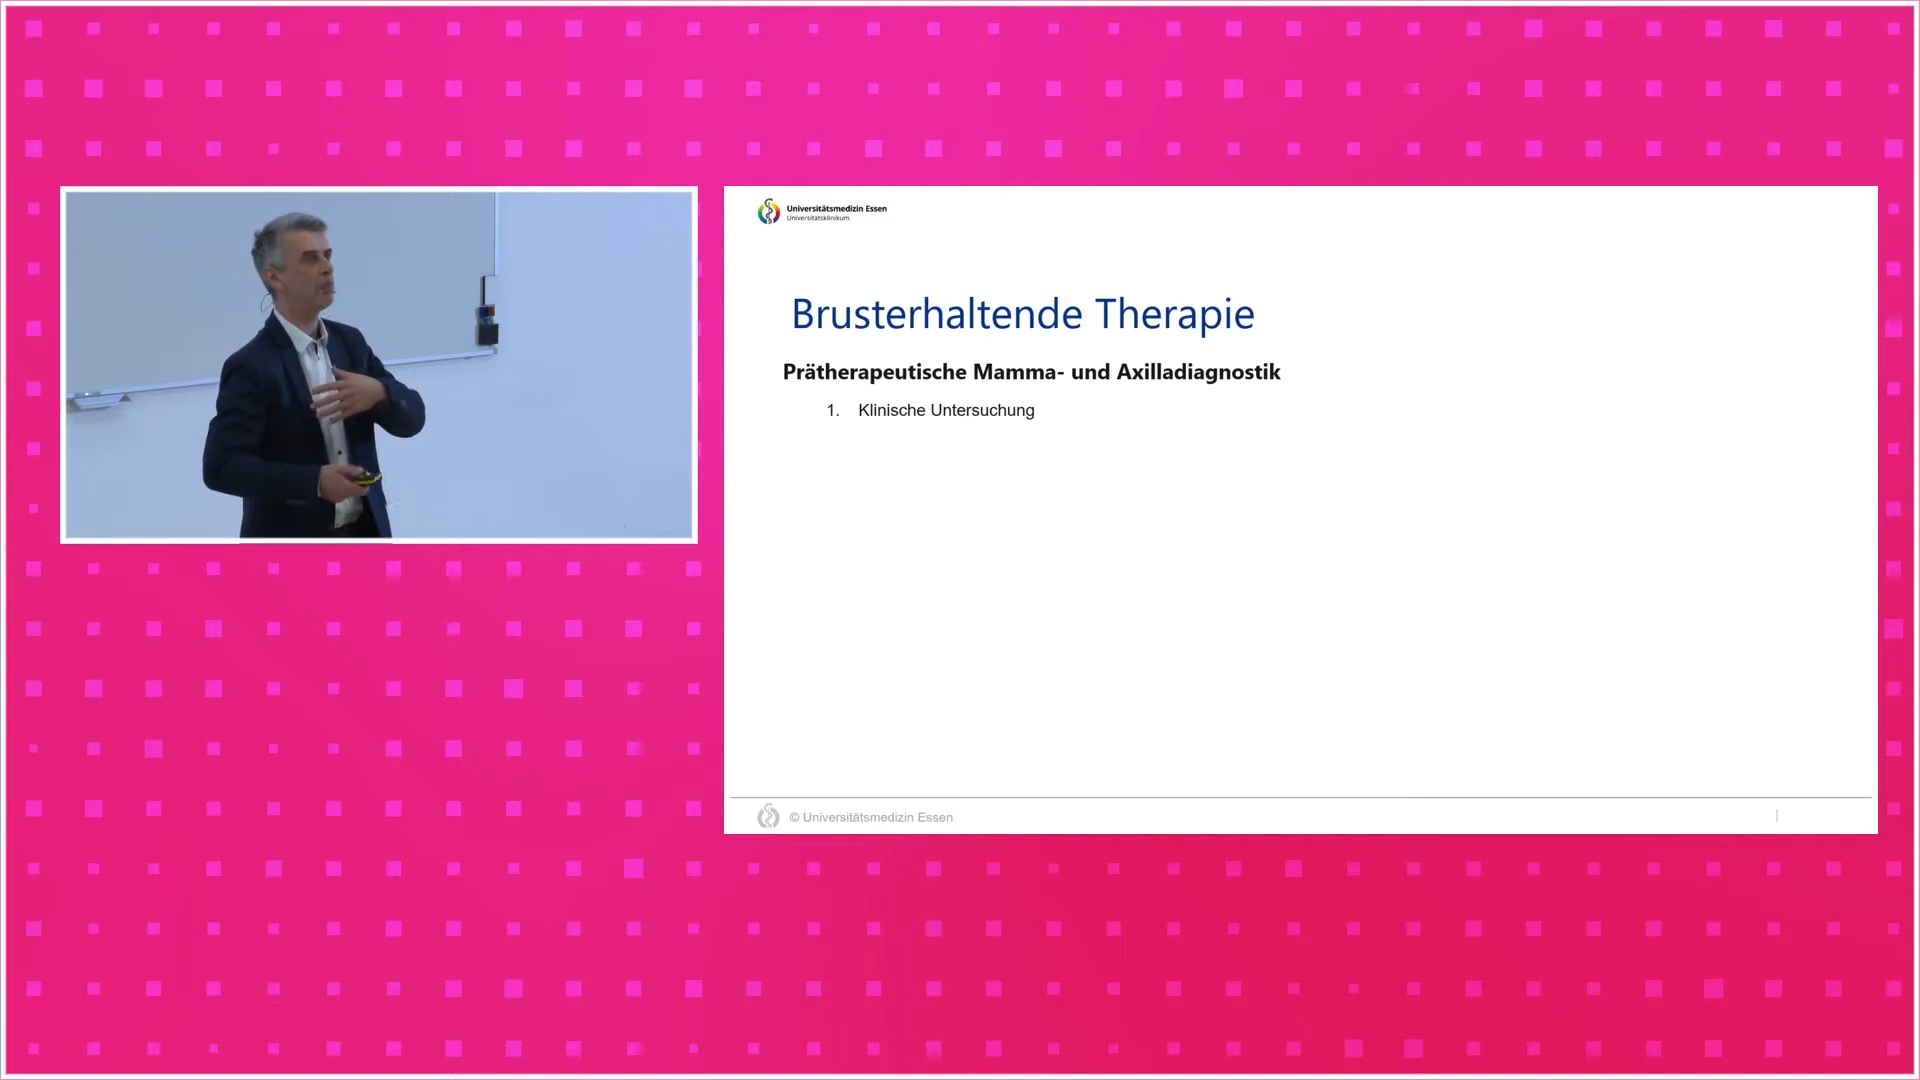 Universitätsmedizin Essen
Universitätsklinikum
Brusterhaltende Therapie
Prätherapeutische Mamma- und Axilladiagnostik
1. Klinische Untersuchung
© Universitätsmedizin Essen